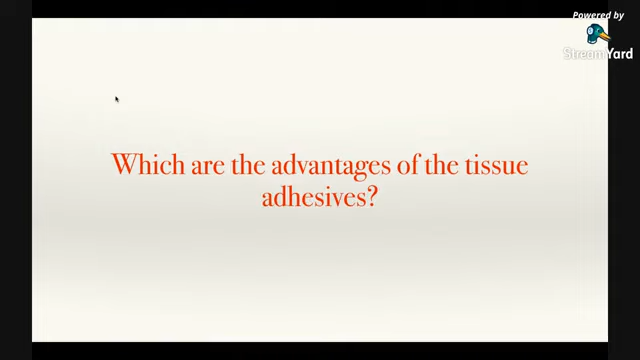 Powered by
StreamYard
Which are the advantages of the tissue
adhesives?